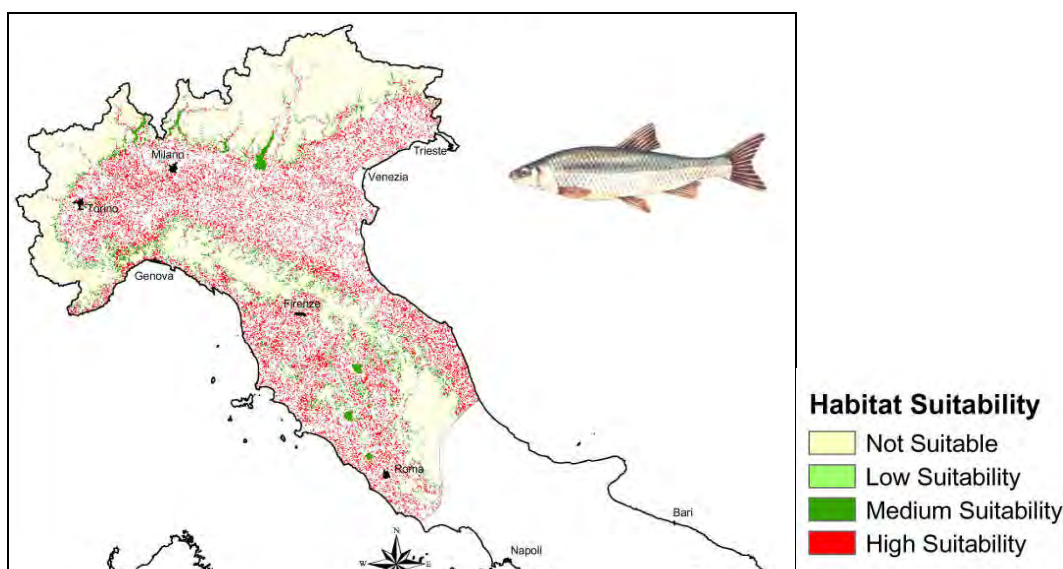 Milano
Trieste
Venezia
Torino
Genova
Firenze
Roma
Bari
Napoli
N
W
E
Habitat Suitability
Not Suitable
Low Suitability
Medium Suitability
High Suitability